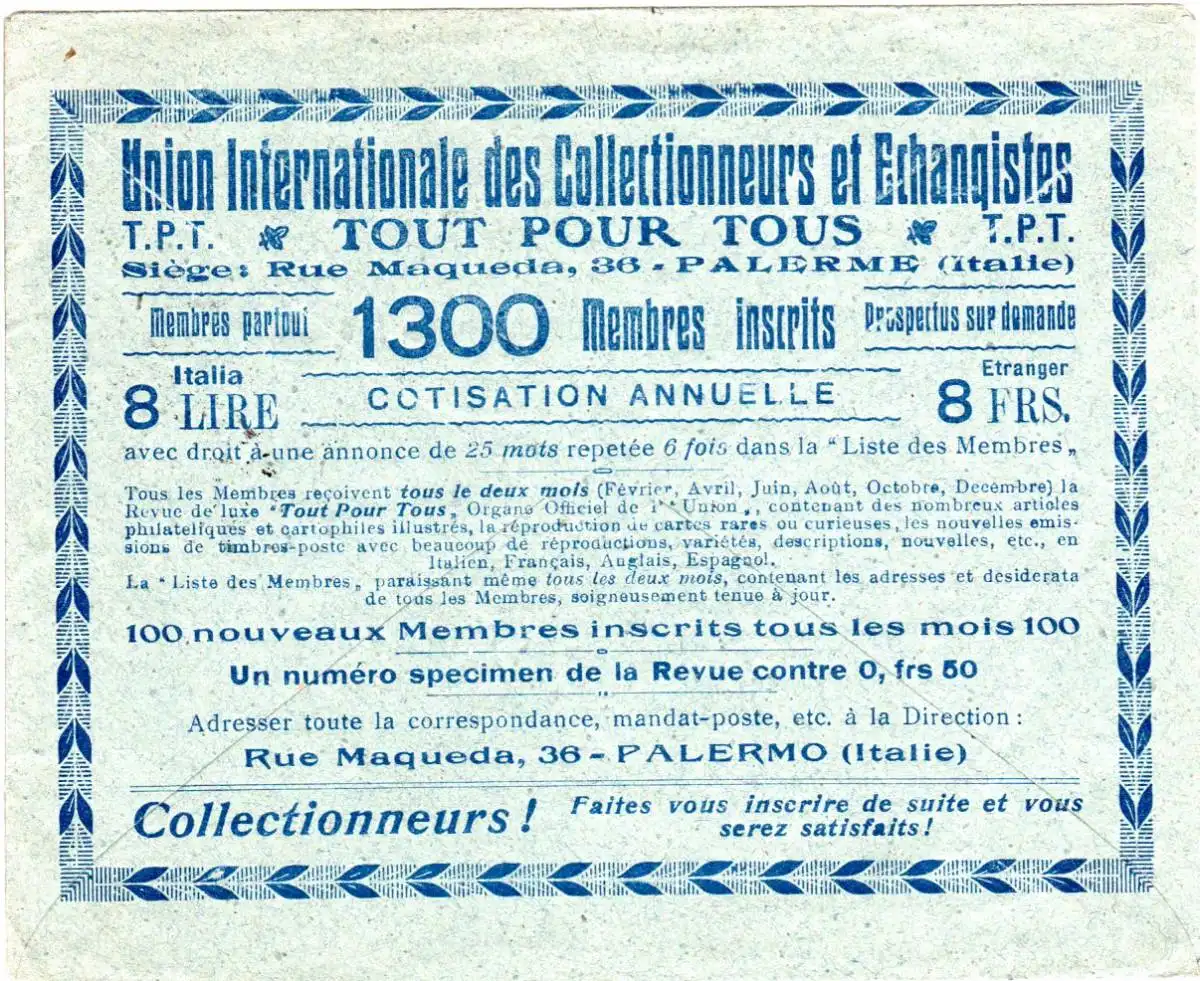 Union Internationale des Collectionneurs et Echangistes
T.P.T. TOUT POUR TOUS T.P.T.
Siège: Rue Maqueda, 36 - PALERME (Italie)
Membres partout 1300 Membres inscrits Prospectus sur demande
Italia
8 LIRE
COTISATION ANNUELLE
Etranger
8 FRS.
avec droit à une annonce de 25 mots repetée 6 fois dans la “ Liste des Membres „
Tous les Membres reçoivent tous le deux mois (Février, Avril, Juin, Août, Octobre, Decembre) la
Revue de luxe “Tout Pour Tous„ Organe Officiel de l'“ Union „, contenant des nombreux articles
philateliques et cartophiles illustrés, la réproduction de cartes rares ou curieuses, les nouvelles emis-
sions de timbres-poste avec beaucoup de réproductions, variétés, descriptions, nouvelles, etc., en
Italien, Français, Anglais, Espagnol.
La “ Liste des Membres „ paraissant même tous les deux mois, contenant les adresses et desiderata
de tous les Membres, soigneusement tenue à jour.
100 nouveaux Membres inscrits tous les mois 100
Un numéro specimen de la Revue contre 0, frs 50
Adresser toute la correspondance, mandat-poste, etc. à la Direction :
Rue Maqueda, 36 - PALERMO (Italie)
Collectionneurs ! Faites vous inscrire de suite et vous
serez satisfaits !